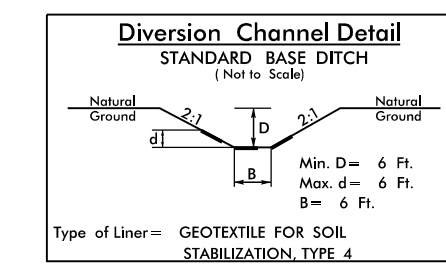 Diversion Channel Detail
STANDARD BASE DITCH
( Not to Scale)
Natural
Ground
2:1
D
2:1
Natural
Ground
d
B
Min. D= 6 Ft.
Max. d= 6 Ft.
B= 6 Ft.
Type of Liner= GEOTEXTILE FOR SOIL
STABILIZATION, TYPE 4